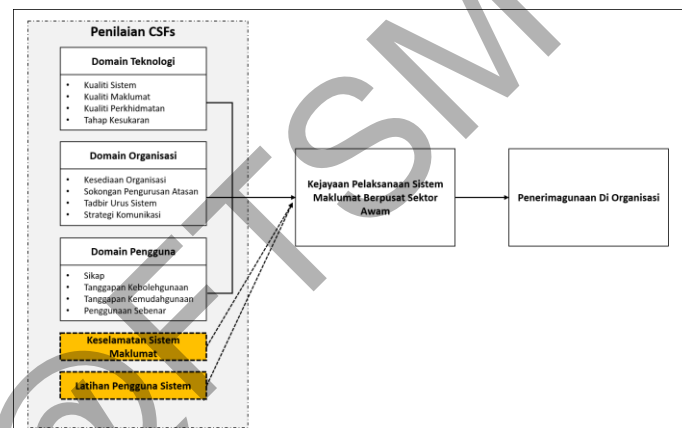 Penilaian CSFs
Domain Teknologi
• Kualiti Sistem
• Kualiti Maklumat
• Kualiti Perkhidmatan
• Tahap Kesukaran
Domain Organisasi
• Kesediaan Organisasi
• Sokongan Pengurusan Atasan
• Tadbir Urus Sistem
• Strategi Komunikasi
Domain Pengguna
• Sikap
• Tanggapan Kebolehgunaan
• Tanggapan Kemudahgunaan
• Penggunaan Sebenar
Keselamatan Sistem
Maklumat
Latihan Pengguna Sistem
Kejayaan Pelaksanaan Sistem
Maklumat Berpusat Sektor
Awam
Penerimagunaan Di Organisasi
@FTSM